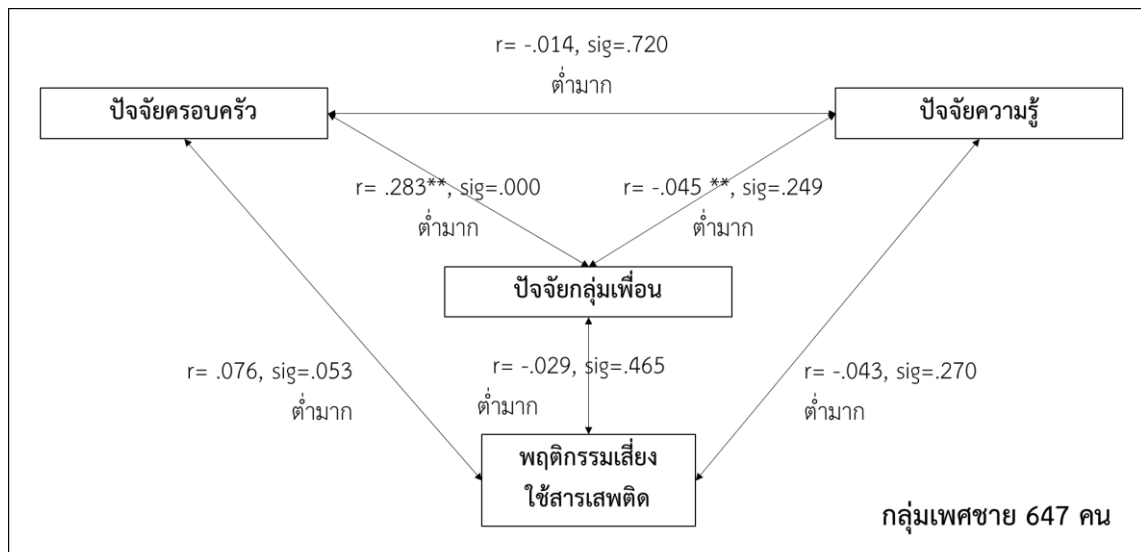 r= -.014, sig=.720
ต่ำมาก
ปัจจัยครอบครัว
ปัจจัยความรู้
r= .283**, sig=.000
ต่ำมาก
r= -.045 **, sig=.249
ต่ำมาก
ปัจจัยกลุ่มเพื่อน
r= .076, sig=.053
ต่ำมาก
r= -.029, sig=.465
ต่ำมาก
r= -.043, sig=.270
ต่ำมาก
พฤติกรรมเสี่ยง
ใช้สารเสพติด
กลุ่มเพศชาย 647 คน